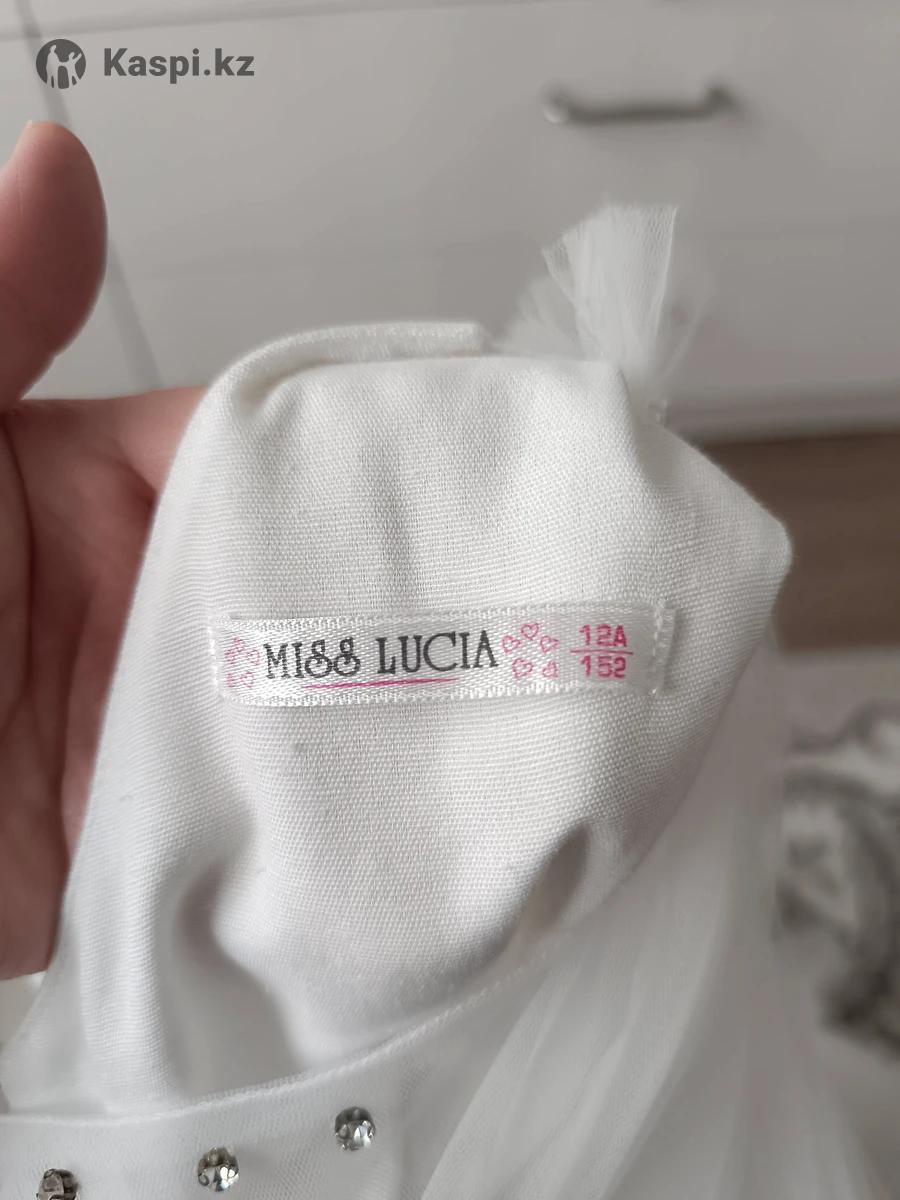 Kaspi.kz
MISS LUCIA
12A
152